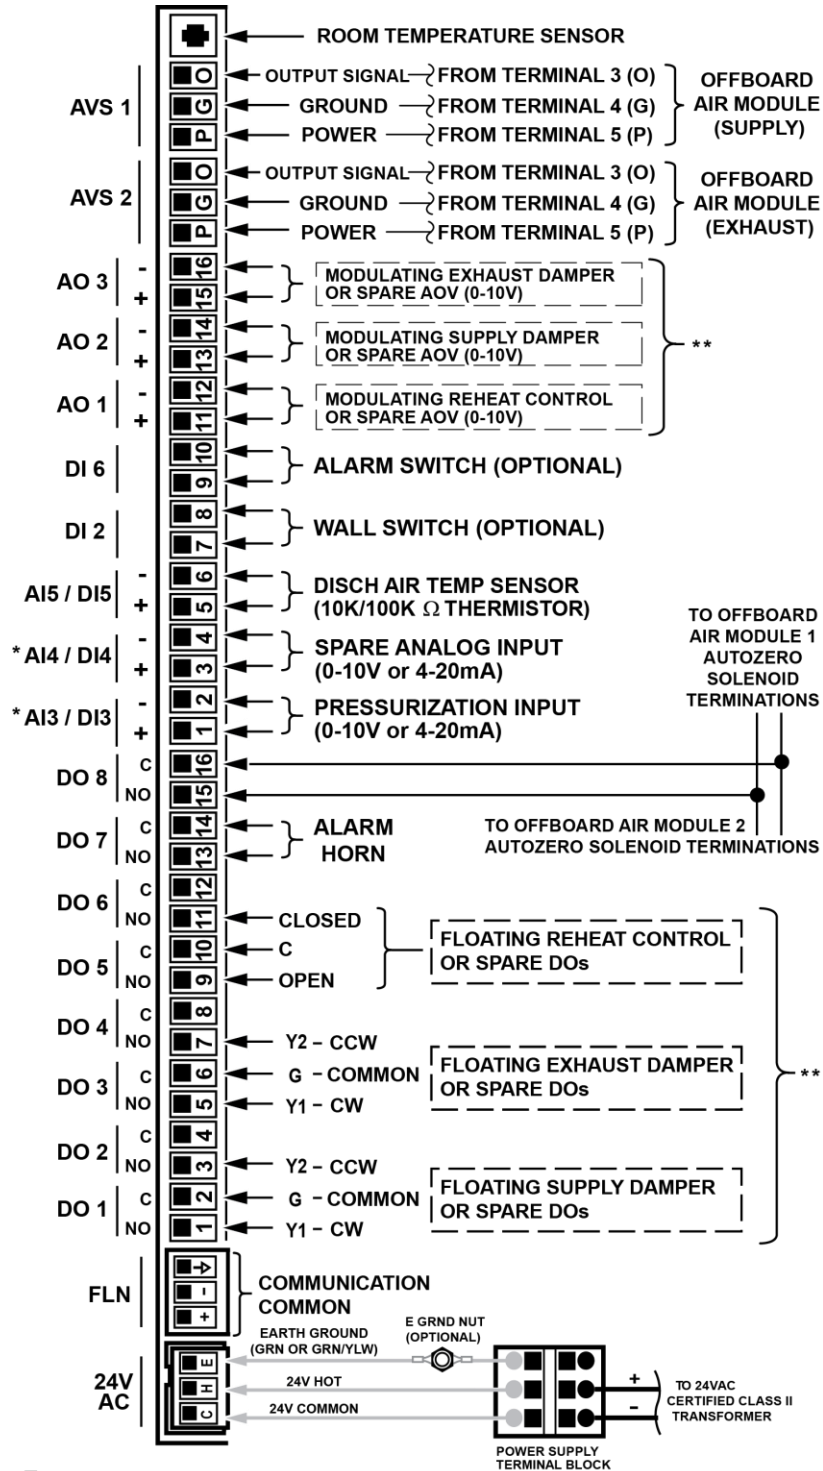 ROOM TEMPERATURE SENSOR
AVS 1
O OUTPUT SIGNAL FROM TERMINAL 3 (O)
G GROUND FROM TERMINAL 4 (G)
P POWER FROM TERMINAL 5 (P)
OFFBOARD
AIR MODULE
(SUPPLY)
AVS 2
O OUTPUT SIGNAL FROM TERMINAL 3 (O)
G GROUND FROM TERMINAL 4 (G)
P POWER FROM TERMINAL 5 (P)
OFFBOARD
AIR MODULE
(EXHAUST)
AO 3
- 16
+ 15
MODULATING EXHAUST DAMPER
OR SPARE AOV (0-10V)
AO 2
- 14
+ 13
MODULATING SUPPLY DAMPER
OR SPARE AOV (0-10V)
**
AO 1
- 12
+ 11
MODULATING REHEAT CONTROL
OR SPARE AOV (0-10V)
DI 6
10
9
ALARM SWITCH (OPTIONAL)
DI 2
8
7
WALL SWITCH (OPTIONAL)
AI5 / DI5
- 6
+ 5
DISCH AIR TEMP SENSOR
(10K/100K Ω THERMISTOR)
*AI4 / DI4
- 4
+ 3
SPARE ANALOG INPUT
(0-10V or 4-20mA)
*AI3 / DI3
- 2
+ 1
PRESSURIZATION INPUT
(0-10V or 4-20mA)
TO OFFBOARD
AIR MODULE 1
AUTOZERO
SOLENOID
TERMINATIONS
DO 8
C 16
NO 15
DO 7
C 14
NO 13
ALARM
HORN
TO OFFBOARD AIR MODULE 2
AUTOZERO SOLENOID TERMINATIONS
DO 6
C 12
NO 11 CLOSED
DO 5
C 10 C
NO 9 OPEN
FLOATING REHEAT CONTROL
OR SPARE DOs
DO 4
C 8
NO 7 Y2 - CCW
DO 3
C 6 G - COMMON
NO 5 Y1 - CW
FLOATING EXHAUST DAMPER
OR SPARE DOs
**
DO 2
C 4
NO 3 Y2 - CCW
DO 1
C 2 G - COMMON
NO 1 Y1 - CW
FLOATING SUPPLY DAMPER
OR SPARE DOs
FLN
-
+
COMMUNICATION
COMMON
24V
AC
E
H
C
EARTH GROUND
(GRN OR GRN/YLW)
E GRND NUT
(OPTIONAL)
24V HOT
24V COMMON
+
-
TO 24VAC
CERTIFIED CLASS II
TRANSFORMER
POWER SUPPLY
TERMINAL BLOCK